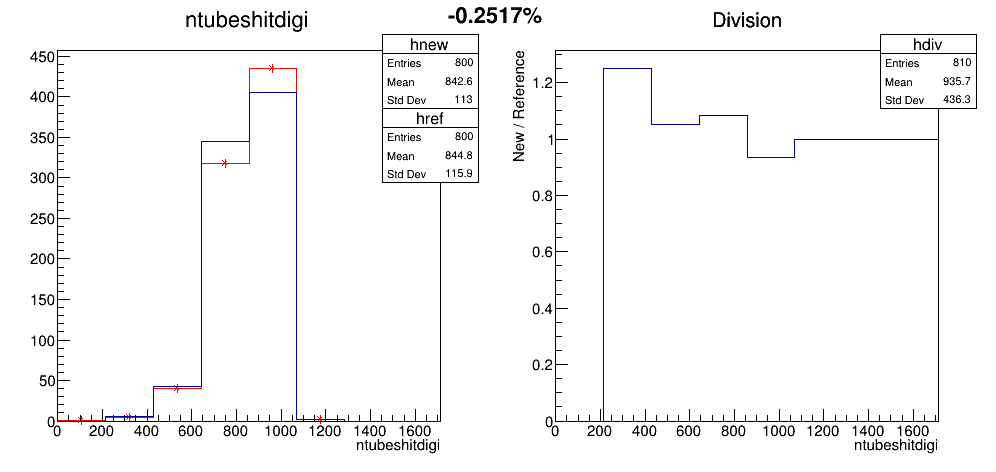 -0.2517%
ntubeshitdigi
hnew
Entries 800
Mean 842.6
Std Dev 113
href
Entries 800
Mean 844.8
Std Dev 115.9
450
400
350
300
250
200
150
100
50
0
0 200 400 600 800 1000 1200 1400 1600
ntubeshitdigi
Division
hdiv
Entries 810
Mean 935.7
Std Dev 436.3
New / Reference
1.2
1
0.8
0.6
0.4
0.2
0
0 200 400 600 800 1000 1200 1400 1600
ntubeshitdigi